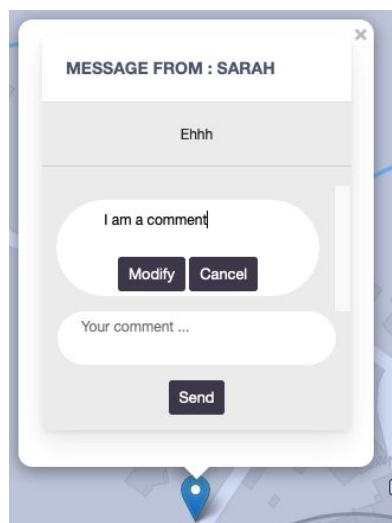 ×
MESSAGE FROM : SARAH
Ehhh
I am a comment
Modify Cancel
Your comment ...
Send